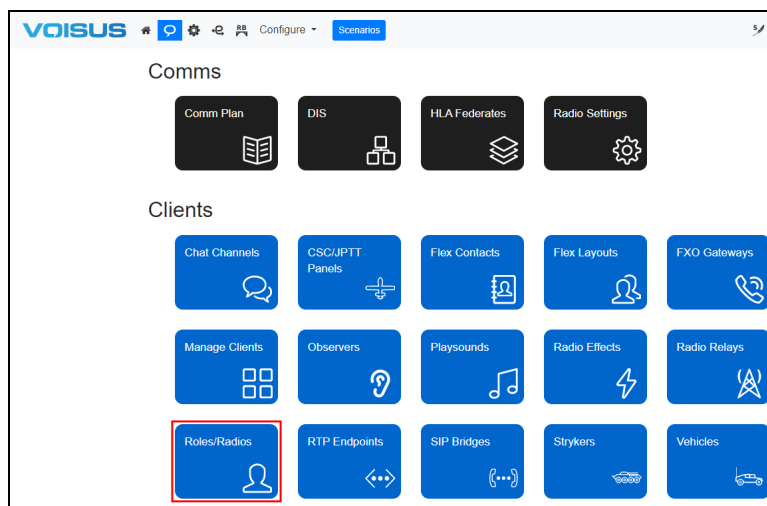 VOISUS RB Configure Scenarios 5
Comms
Comm Plan DIS HLA Federates Radio Settings
Clients
Chat Channels CSC/JPTT Panels Flex Contacts Flex Layouts FXO Gateways
Manage Clients Observers Playsounds Radio Effects Radio Relays
Roles/Radios RTP Endpoints SIP Bridges Strykers Vehicles